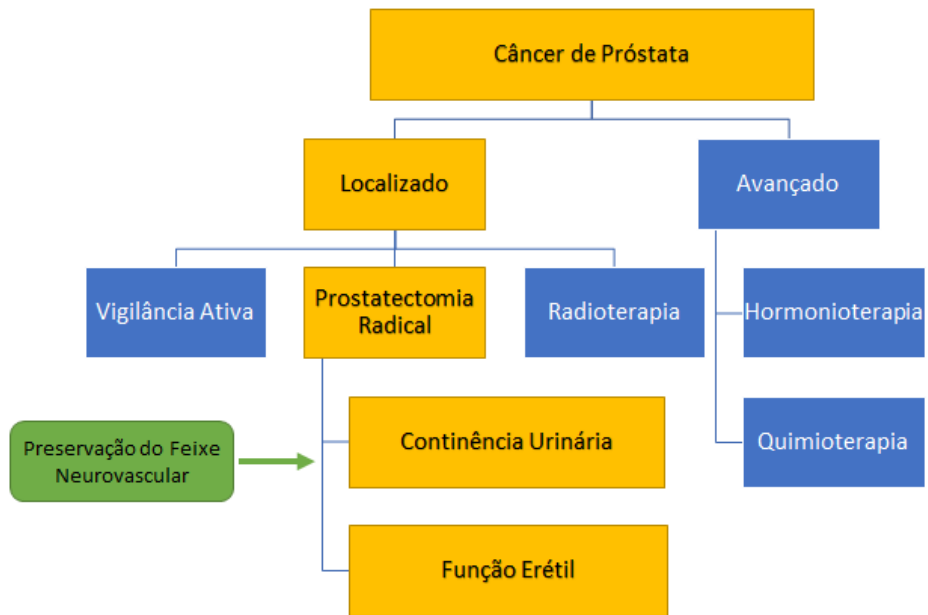 Câncer de Próstata
Localizado
Avançado
Vigilância Ativa
Prostatectomia
Radical
Radioterapia
Hormonioterapia
Continência Urinária
Quimioterapia
Preservação do Feixe
Neurovascular
Função Erétil